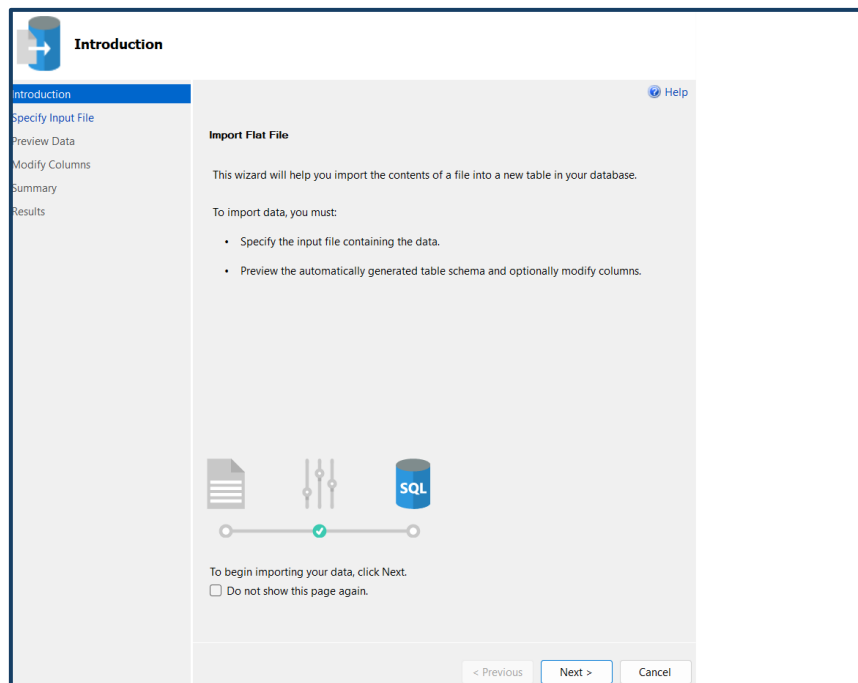 Introduction
Introduction
Specify Input File
Preview Data
Modify Columns
Summary
Results
Help
Import Flat File
This wizard will help you import the contents of a file into a new table in your database.
To import data, you must:
• Specify the input file containing the data.
• Preview the automatically generated table schema and optionally modify columns.
SQL
To begin importing your data, click Next.
Do not show this page again.
< Previous Next > Cancel